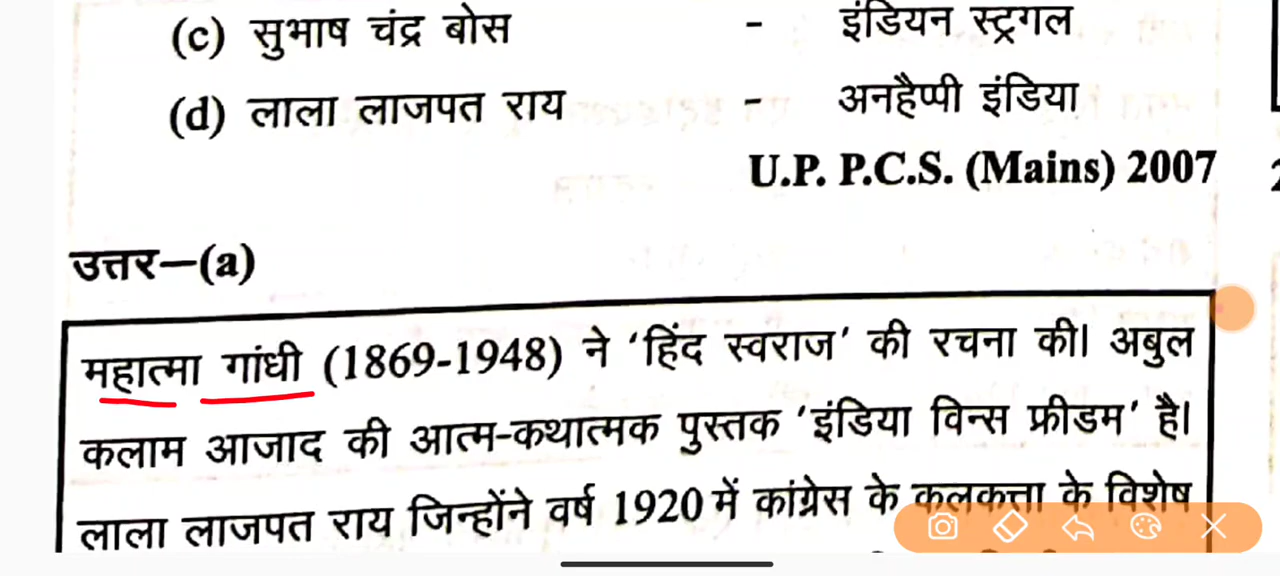 (c) सुभाष चंद्र बोस - इंडियन स्ट्रगल
(d) लाला लाजपत राय - अनहैप्पी इंडिया
U.P. P.C.S. (Mains) 2007
उत्तर–(a)
महात्मा गांधी (1869-1948) ने 'हिंद स्वराज' की रचना की। अबुल
कलाम आजाद की आत्म-कथात्मक पुस्तक 'इंडिया विन्स फ्रीडम' है।
लाला लाजपत राय जिन्होंने वर्ष 1920 में कांग्रेस के कलकत्ता के विशेष